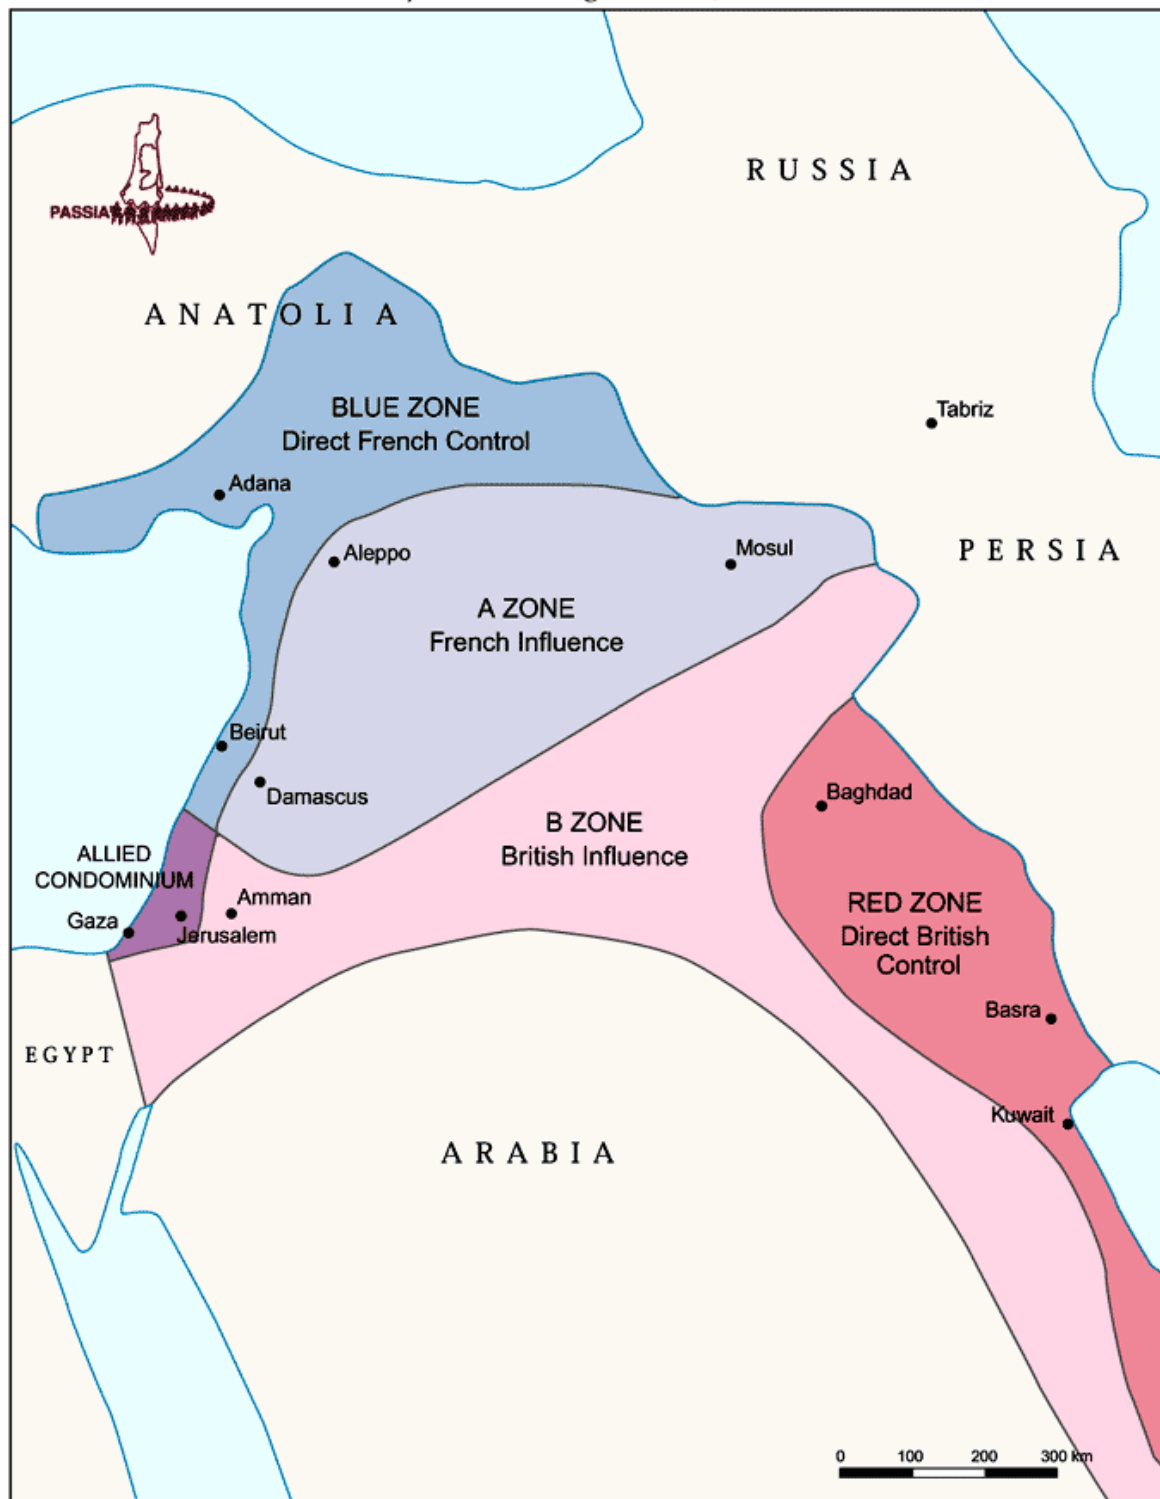 RUSSIA
PASSIA
ANATOLIA
BLUE ZONE
Direct French Control
Tabriz
Adana
Aleppo
Mosul
PERSIA
A ZONE
French Influence
Beirut
Damascus
Baghdad
B ZONE
British Influence
ALLIED
CONDOMINIUM
Amman
Gaza
Jerusalem
RED ZONE
Direct British
Control
Basra
EGYPT
Kuwait
ARABIA
0 100 200 300 km